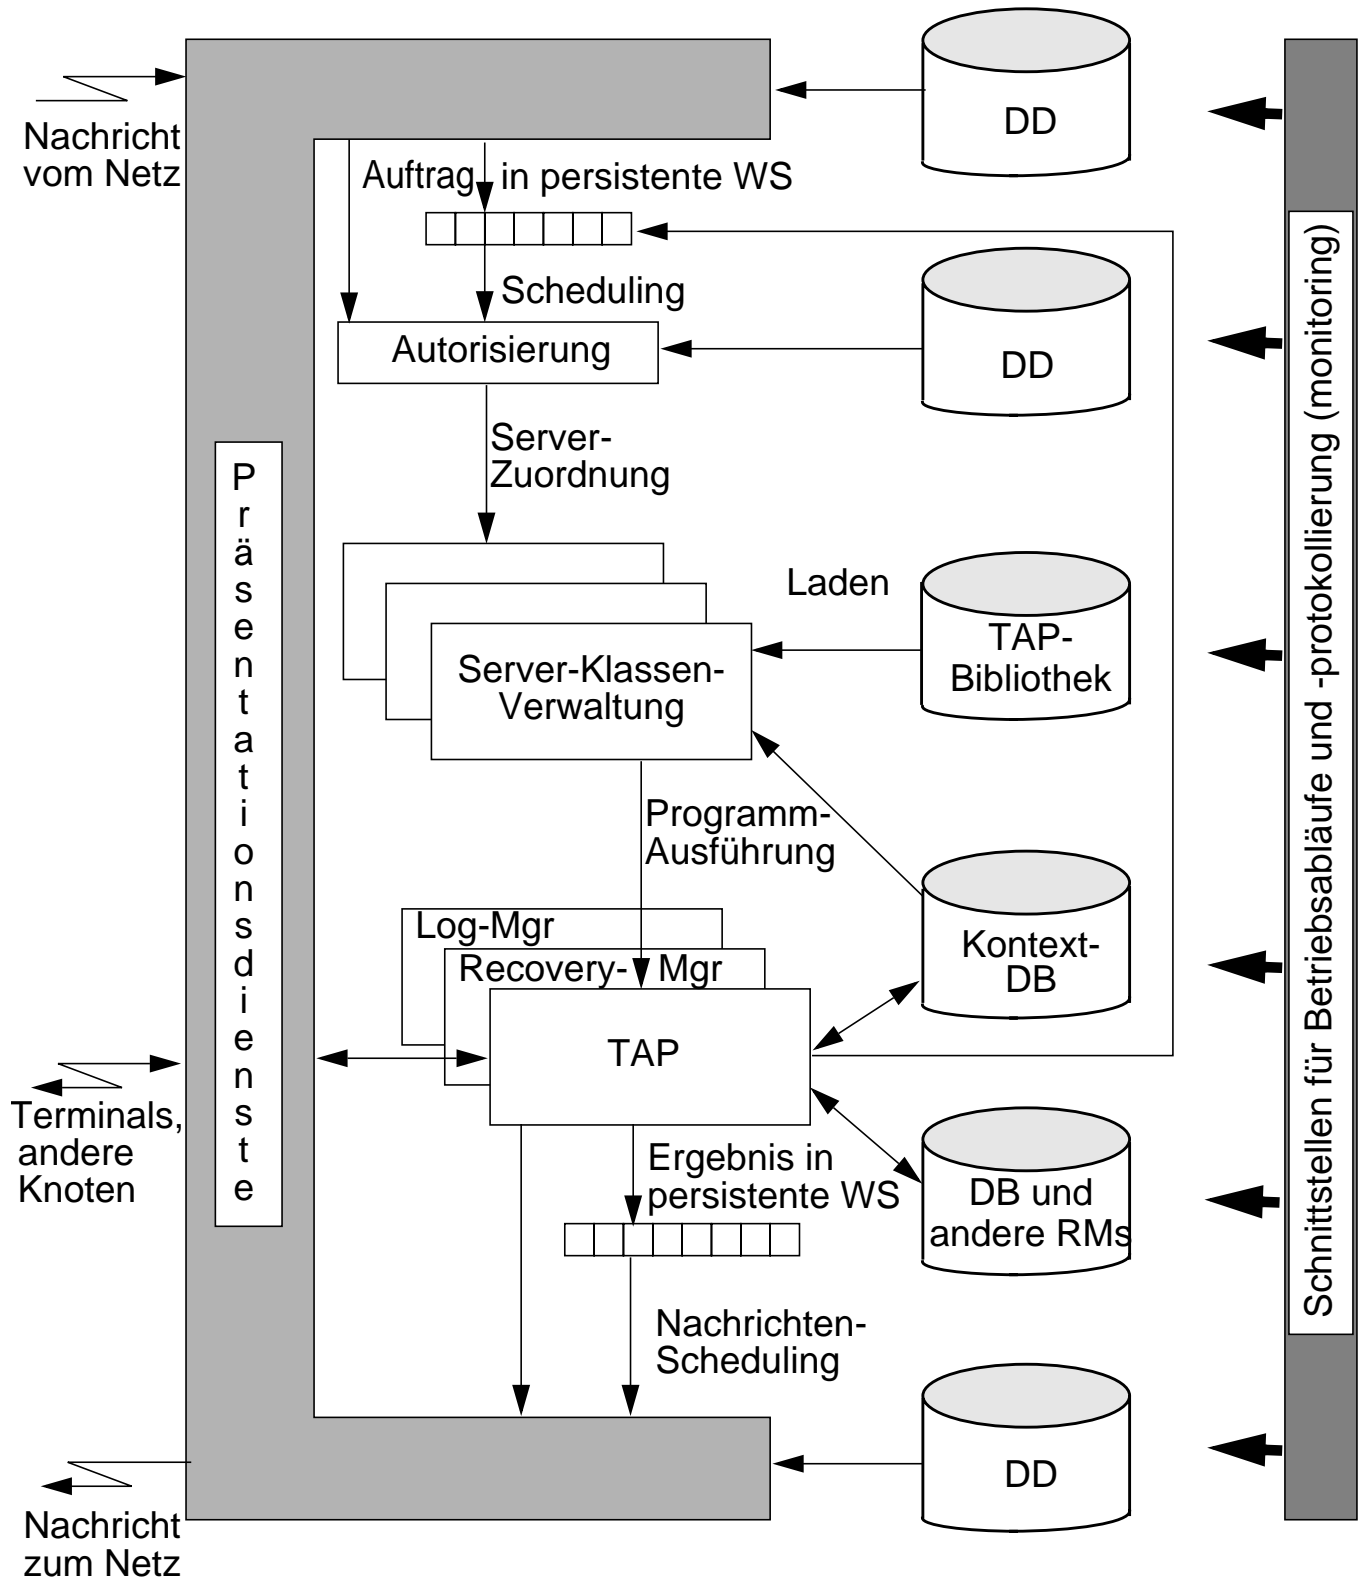 DD
Nachricht
vom Netz
Auftrag in persistente WS
Scheduling
Autorisierung
DD
Server-
Zuordnung
Präsentationsdienste
Laden
TAP-
Bibliothek
Server-Klassen-
Verwaltung
Programm-
Ausführung
Log-Mgr
Recovery- Mgr
Kontext-
DB
TAP
Terminals,
andere
Knoten
Ergebnis in
persistente WS
DB und
andere RMs
Nachrichten-
Scheduling
DD
Nachricht
zum Netz
Schnittstellen für Betriebsabläufe und -protokollierung (monitoring)